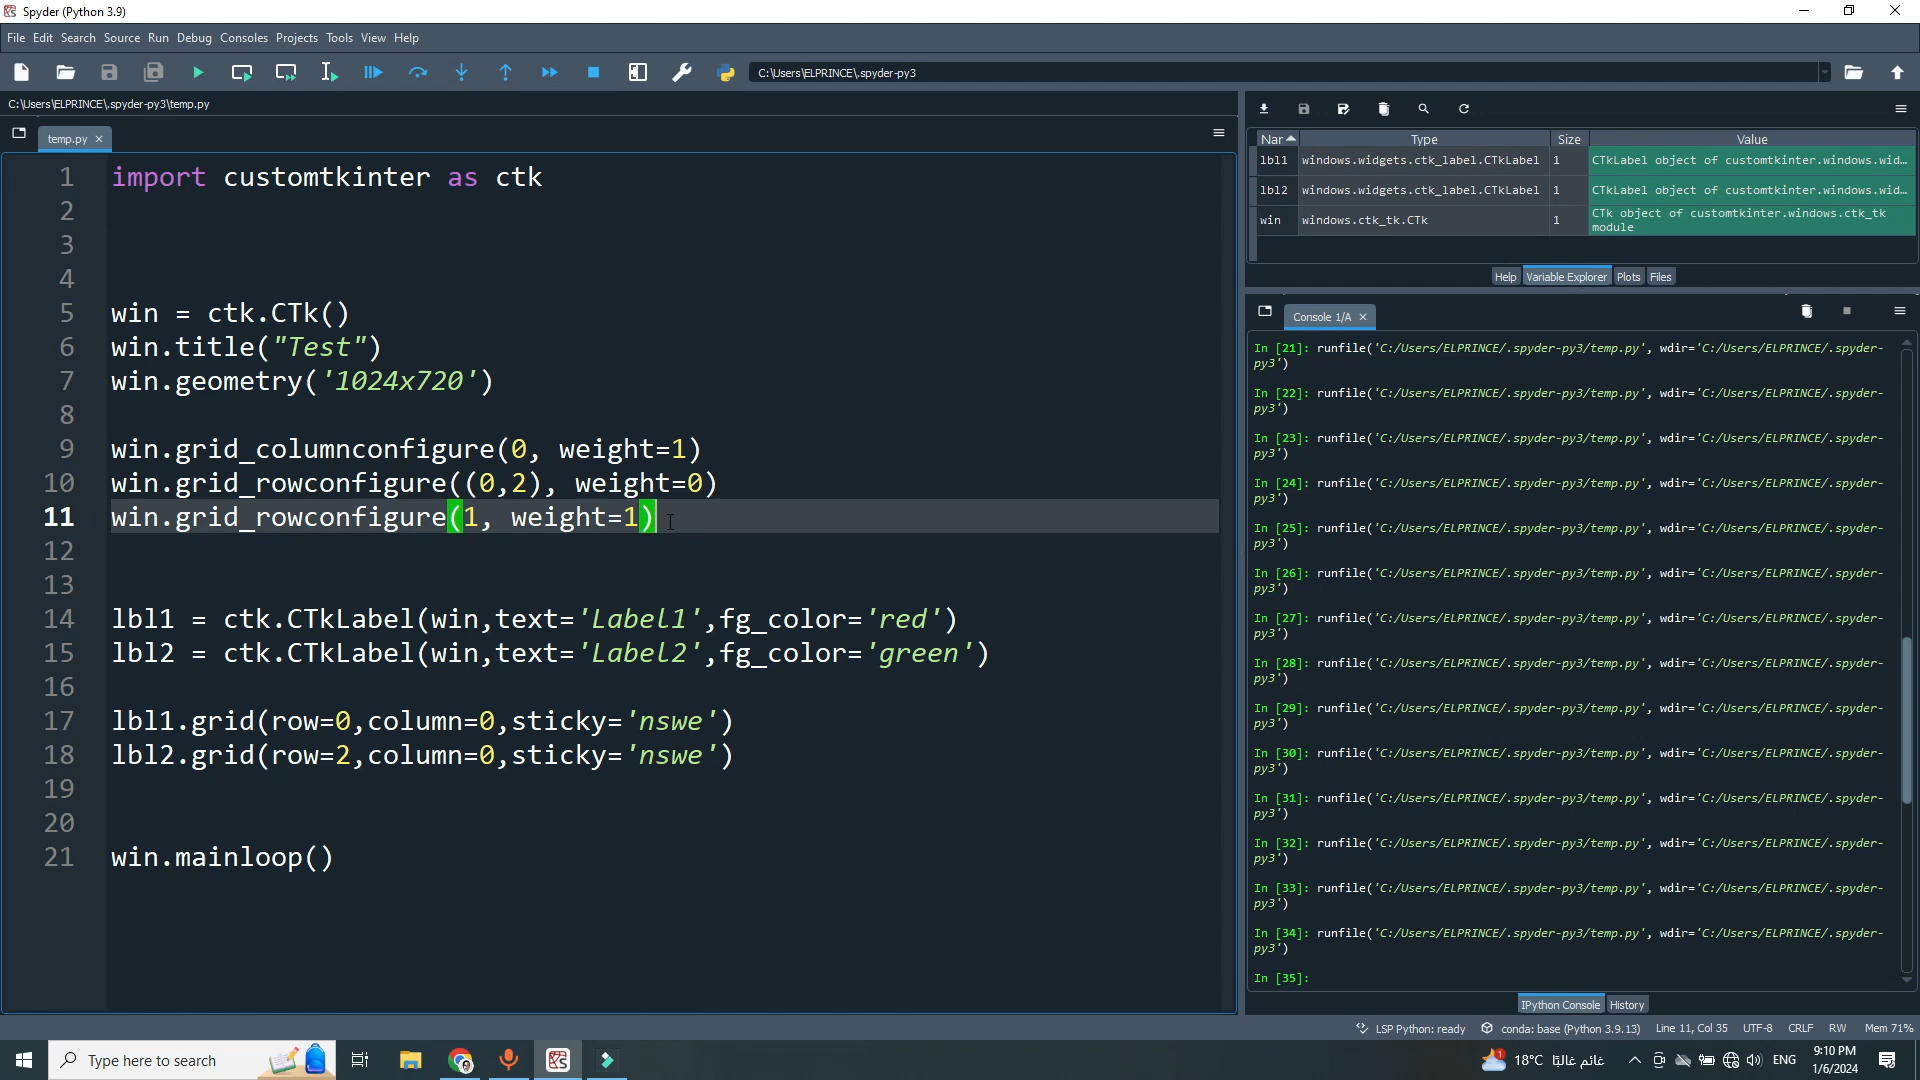 Spyder (Python 3.9)
File Edit Search Source Run Debug Consoles Projects Tools View Help
C:\Users\ELPRINCE\.spyder-py3
C:\Users\ELPRINCE\.spyder-py3\temp.py
temp.py
1 import customtkinter as ctk
2
3
4
5 win = ctk.CTk()
6 win.title("Test")
7 win.geometry('1024x720')
8
9 win.grid_columnconfigure(0, weight=1)
10 win.grid_rowconfigure((0,2), weight=0)
11 win.grid_rowconfigure(1, weight=1)
12
13
14 lbl1 = ctk.CTkLabel(win,text='Label1',fg_color='red')
15 lbl2 = ctk.CTkLabel(win,text='Label2',fg_color='green')
16
17 lbl1.grid(row=0,column=0,sticky='nswe')
18 lbl2.grid(row=2,column=0,sticky='nswe')
19
20
21 win.mainloop()
Nar Type Size Value
lbl1 windows.widgets.ctk_label.CTkLabel 1 CTkLabel object of customtkinter.windows.wid…
lbl2 windows.widgets.ctk_label.CTkLabel 1 CTkLabel object of customtkinter.windows.wid…
win windows.ctk_tk.CTk 1 CTk object of customtkinter.windows.ctk_tk
module
Help Variable Explorer Plots Files
Console 1/A
In [21]: runfile('C:/Users/ELPRINCE/.spyder-py3/temp.py', wdir='C:/Users/ELPRINCE/.spyder-
py3')
In [22]: runfile('C:/Users/ELPRINCE/.spyder-py3/temp.py', wdir='C:/Users/ELPRINCE/.spyder-
py3')
In [23]: runfile('C:/Users/ELPRINCE/.spyder-py3/temp.py', wdir='C:/Users/ELPRINCE/.spyder-
py3')
In [24]: runfile('C:/Users/ELPRINCE/.spyder-py3/temp.py', wdir='C:/Users/ELPRINCE/.spyder-
py3')
In [25]: runfile('C:/Users/ELPRINCE/.spyder-py3/temp.py', wdir='C:/Users/ELPRINCE/.spyder-
py3')
In [26]: runfile('C:/Users/ELPRINCE/.spyder-py3/temp.py', wdir='C:/Users/ELPRINCE/.spyder-
py3')
In [27]: runfile('C:/Users/ELPRINCE/.spyder-py3/temp.py', wdir='C:/Users/ELPRINCE/.spyder-
py3')
In [28]: runfile('C:/Users/ELPRINCE/.spyder-py3/temp.py', wdir='C:/Users/ELPRINCE/.spyder-
py3')
In [29]: runfile('C:/Users/ELPRINCE/.spyder-py3/temp.py', wdir='C:/Users/ELPRINCE/.spyder-
py3')
In [30]: runfile('C:/Users/ELPRINCE/.spyder-py3/temp.py', wdir='C:/Users/ELPRINCE/.spyder-
py3')
In [31]: runfile('C:/Users/ELPRINCE/.spyder-py3/temp.py', wdir='C:/Users/ELPRINCE/.spyder-
py3')
In [32]: runfile('C:/Users/ELPRINCE/.spyder-py3/temp.py', wdir='C:/Users/ELPRINCE/.spyder-
py3')
In [33]: runfile('C:/Users/ELPRINCE/.spyder-py3/temp.py', wdir='C:/Users/ELPRINCE/.spyder-
py3')
In [34]: runfile('C:/Users/ELPRINCE/.spyder-py3/temp.py', wdir='C:/Users/ELPRINCE/.spyder-
py3')
In [35]:
IPython Console History
LSP Python: ready conda: base (Python 3.9.13) Line 11, Col 35 UTF-8 CRLF RW Mem 71%
Type here to search
1 18°C غائم غالبًا ENG
9:10 PM
1/6/2024